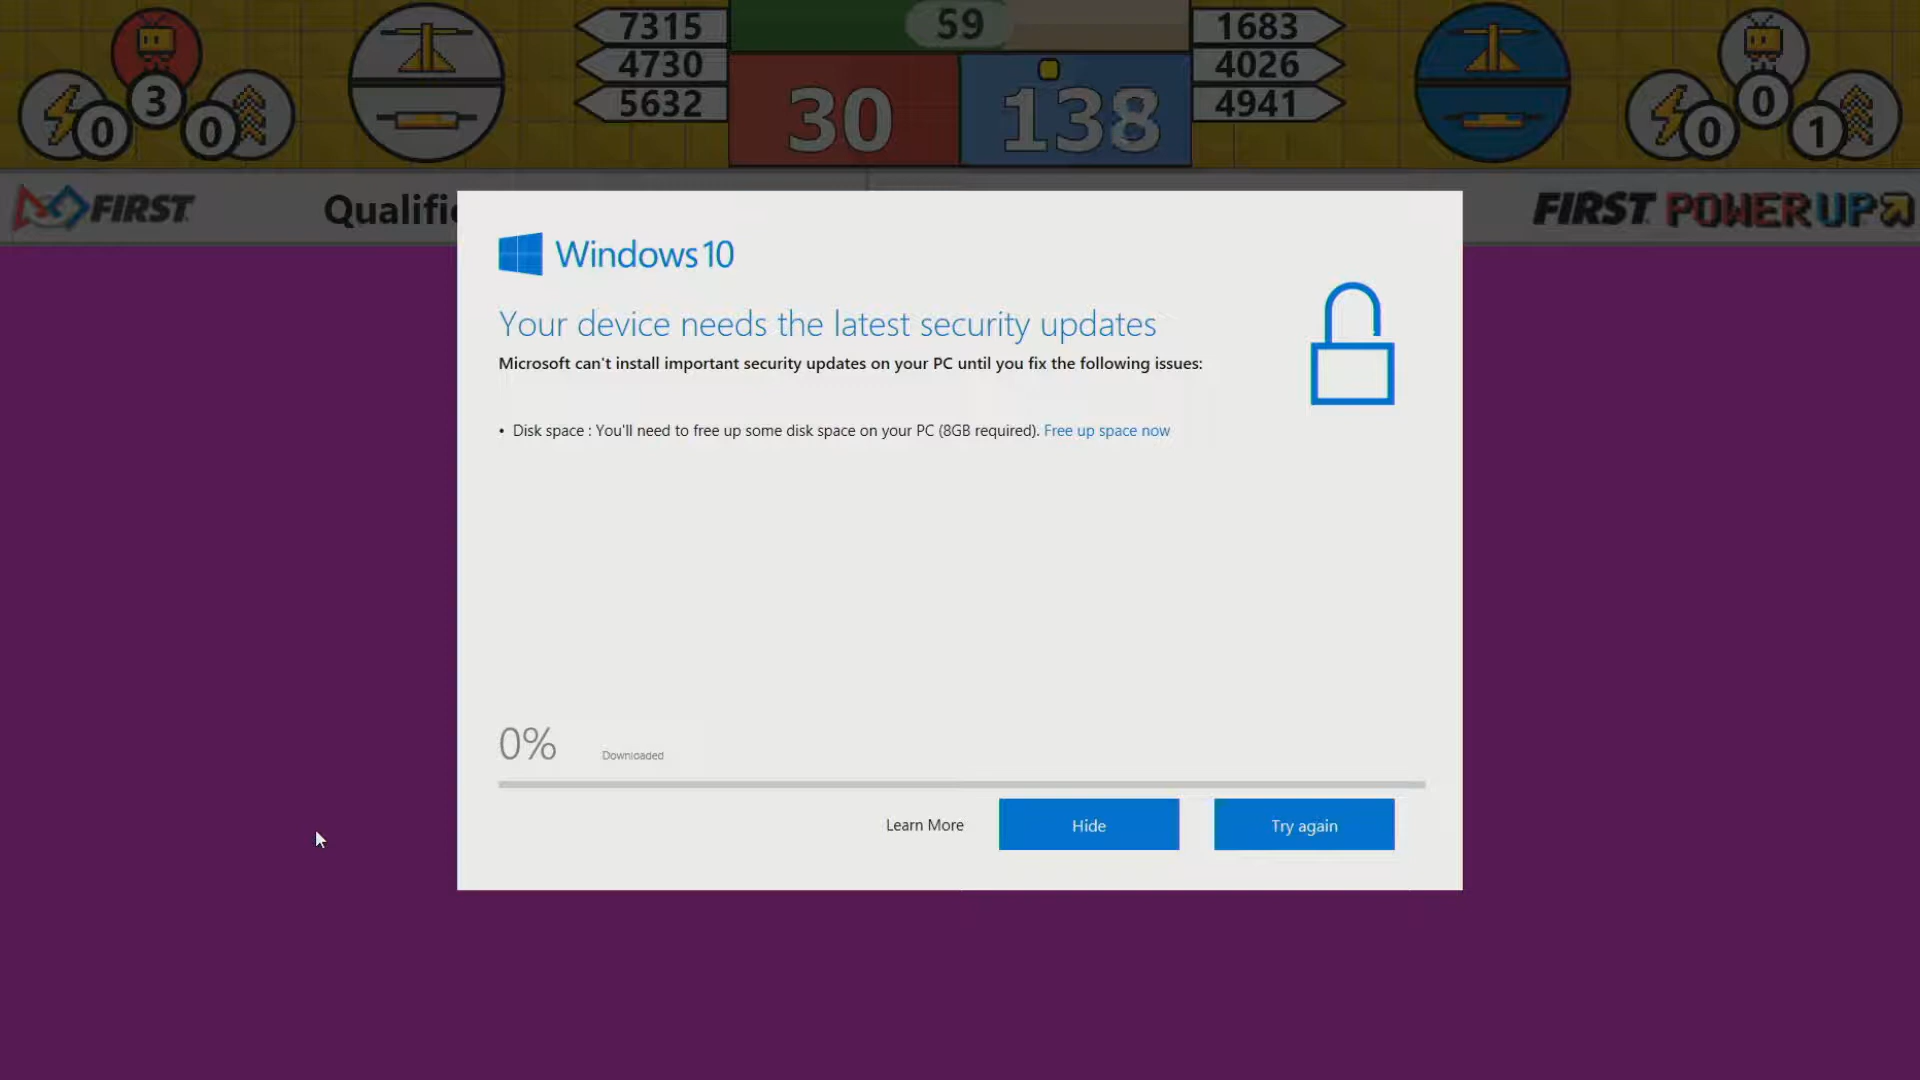 7315
59
1683
4730
4026
5632
30
138
4941
3
0
0
0
0
1
FIRST
Qualific
FIRST POWER UP
Windows 10
Your device needs the latest security updates
Microsoft can't install important security updates on your PC until you fix the following issues:
• Disk space : You'll need to free up some disk space on your PC (8GB required). Free up space now
0% Downloaded
Learn More
Hide
Try again